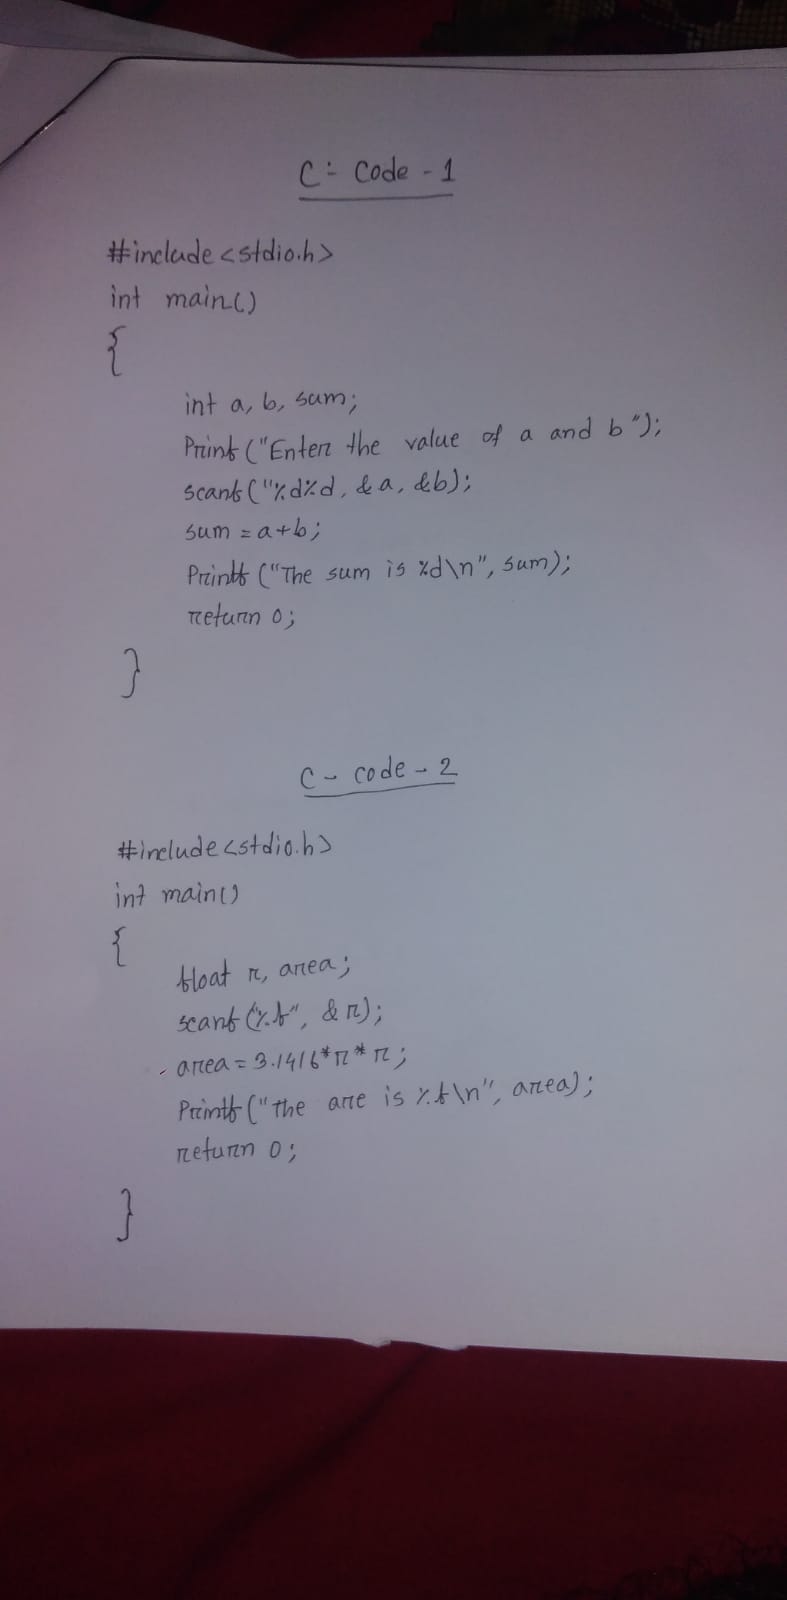 C:- Code - 1
#include<stdio.h>
int main()
{
int a, b, sum;
Print ("Enter the value of a and b");
scanf ("%d%d, &a, &b);
sum = a+b;
Printf ("The sum is %d\n", sum);
return 0;
}
C - code - 2
#include<stdio.h>
int main()
{
float r, area;
scanf ("%f", &r);
area = 3.1416*r*r;
Printf ("the are is %f\n", area);
return 0;
}